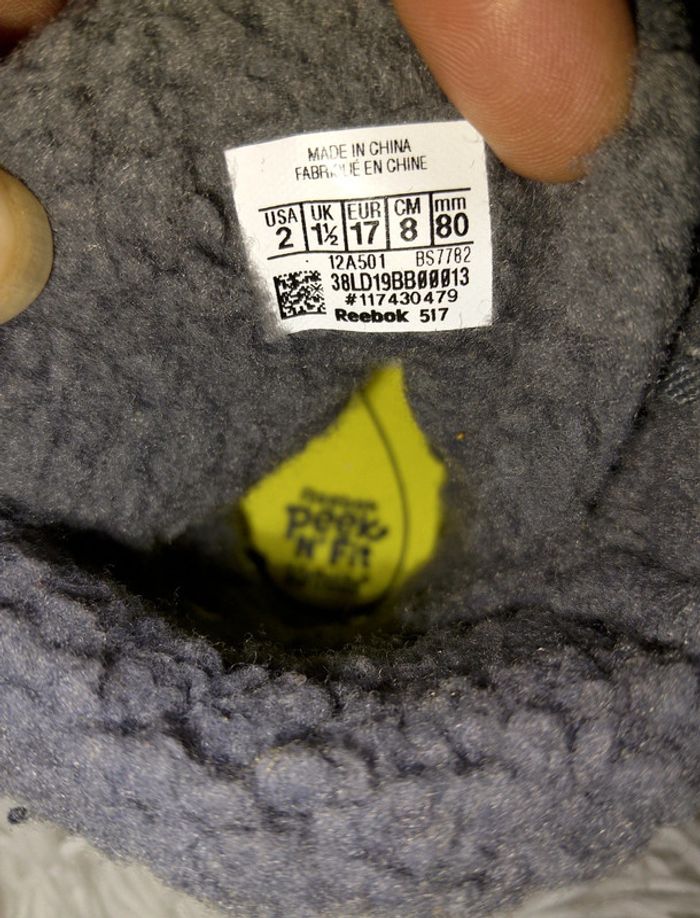 MADE IN CHINA
FABRIQUÉ EN CHINE
USA UK EUR CM mm
2 1½ 17 8 80
12A501 BS7782
38LD19BB00013
#117430479
Reebok 517
Peek
N' Fit